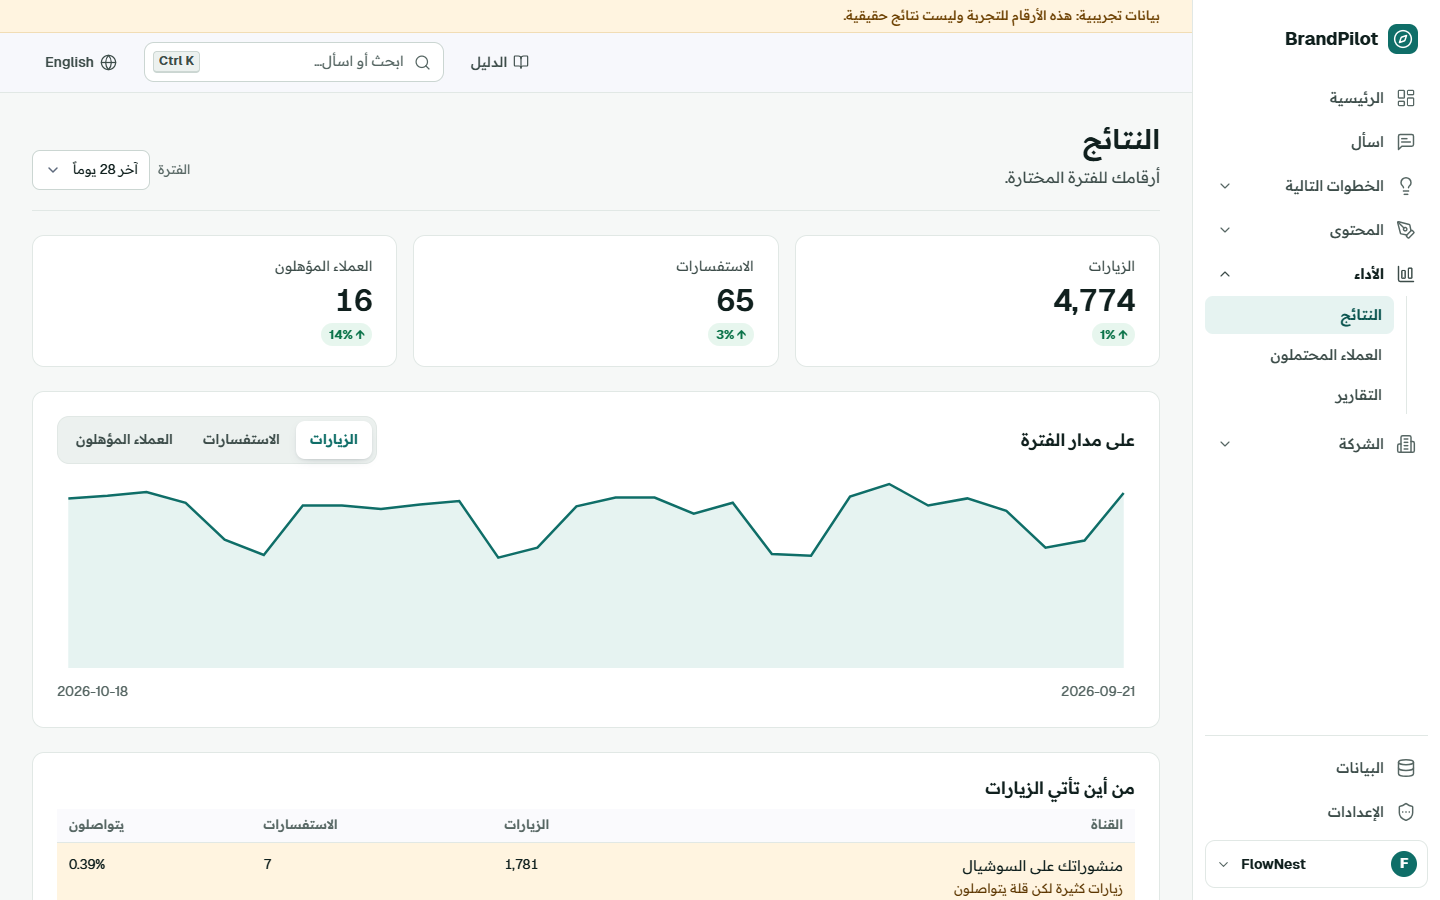 بيانات تجريبية: هذه الأرقام للتجربة وليست نتائج حقيقية.
BrandPilot
الرئيسية
اسأل
الخطوات التالية
المحتوى
الأداء
النتائج
العملاء المحتملون
التقارير
الشركة
البيانات
الإعدادات
F FlowNest
الدليل
ابحث أو اسأل... Ctrl K
English
النتائج
أرقامك للفترة المختارة.
الفترة آخر 28 يوماً
الزيارات
4,774
↑ 1%
الاستفسارات
65
↑ 3%
العملاء المؤهلون
16
↑ 14%
على مدار الفترة
الزيارات الاستفسارات العملاء المؤهلون
2026-09-21 2026-10-18
من أين تأتي الزيارات
القناة الزيارات الاستفسارات يتواصلون
منشوراتك على السوشيال 1,781 7 0.39%
زيارات كثيرة لكن قلة يتواصلون